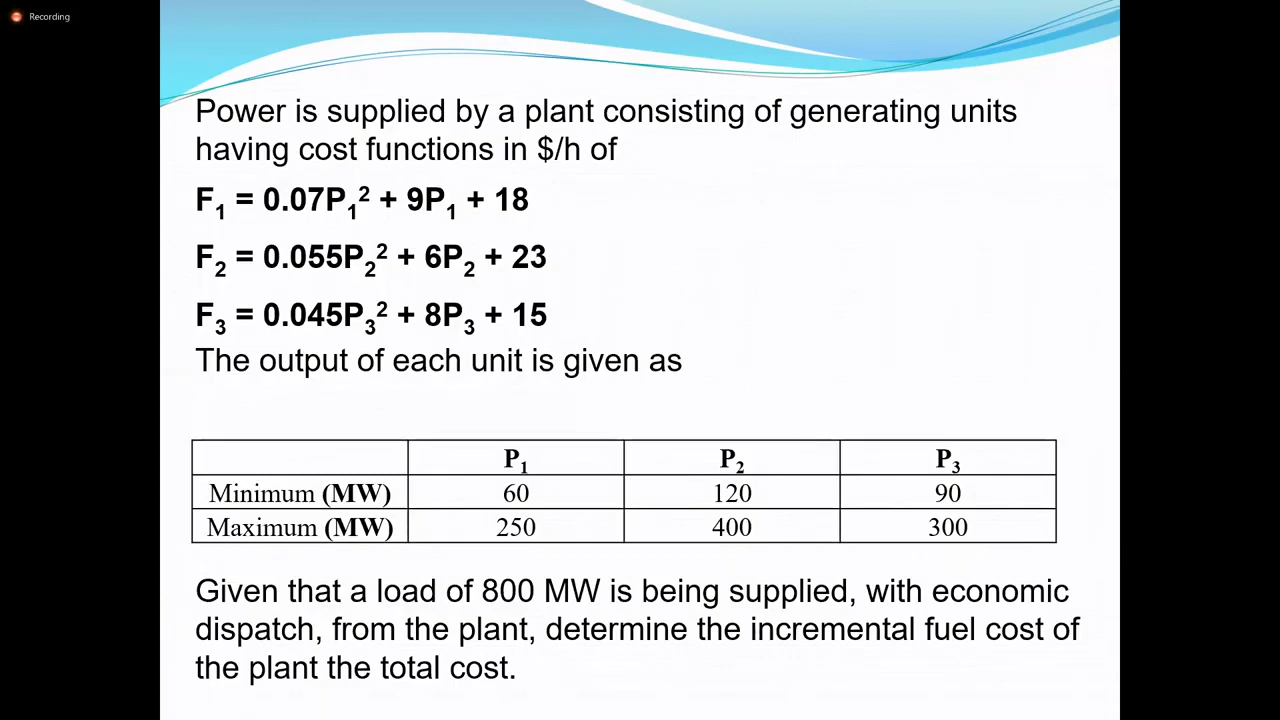 Recording
Power is supplied by a plant consisting of generating units
having cost functions in $/h of
F₁ = 0.07P₁² + 9P₁ + 18
F₂ = 0.055P₂² + 6P₂ + 23
F₃ = 0.045P₃² + 8P₃ + 15
The output of each unit is given as
P₁ P₂ P₃
Minimum (MW) 60 120 90
Maximum (MW) 250 400 300
Given that a load of 800 MW is being supplied, with economic
dispatch, from the plant, determine the incremental fuel cost of
the plant the total cost.